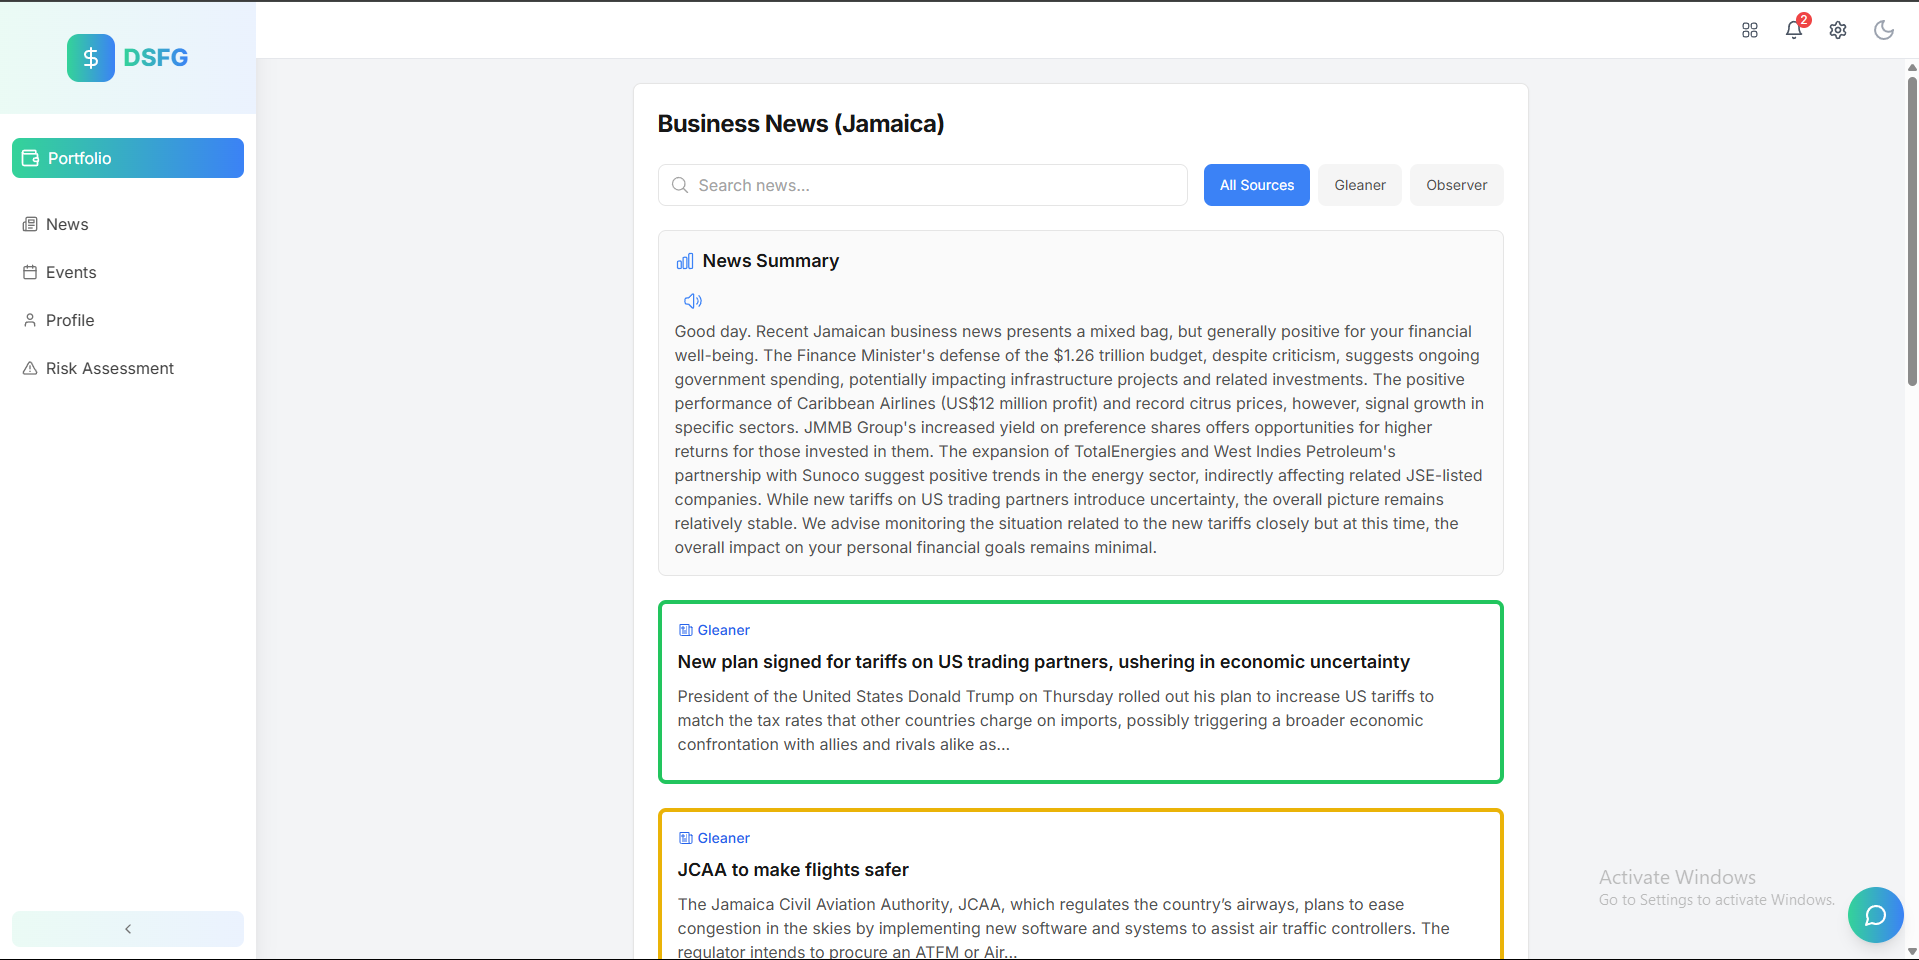 DSFG
2
Portfolio
News
Events
Profile
Risk Assessment
Business News (Jamaica)
Search news...
All Sources
Gleaner
Observer
News Summary
Good day. Recent Jamaican business news presents a mixed bag, but generally positive for your financial
well-being. The Finance Minister's defense of the $1.26 trillion budget, despite criticism, suggests ongoing
government spending, potentially impacting infrastructure projects and related investments. The positive
performance of Caribbean Airlines (US$12 million profit) and record citrus prices, however, signal growth in
specific sectors. JMMB Group's increased yield on preference shares offers opportunities for higher
returns for those invested in them. The expansion of TotalEnergies and West Indies Petroleum's
partnership with Sunoco suggest positive trends in the energy sector, indirectly affecting related JSE-listed
companies. While new tariffs on US trading partners introduce uncertainty, the overall picture remains
relatively stable. We advise monitoring the situation related to the new tariffs closely but at this time, the
overall impact on your personal financial goals remains minimal.
Gleaner
New plan signed for tariffs on US trading partners, ushering in economic uncertainty
President of the United States Donald Trump on Thursday rolled out his plan to increase US tariffs to
match the tax rates that other countries charge on imports, possibly triggering a broader economic
confrontation with allies and rivals alike as...
Gleaner
JCAA to make flights safer
The Jamaica Civil Aviation Authority, JCAA, which regulates the country’s airways, plans to ease
congestion in the skies by implementing new software and systems to assist air traffic controllers. The
regulator intends to procure an ATFM or Air...
Activate Windows
Go to Settings to activate Windows.